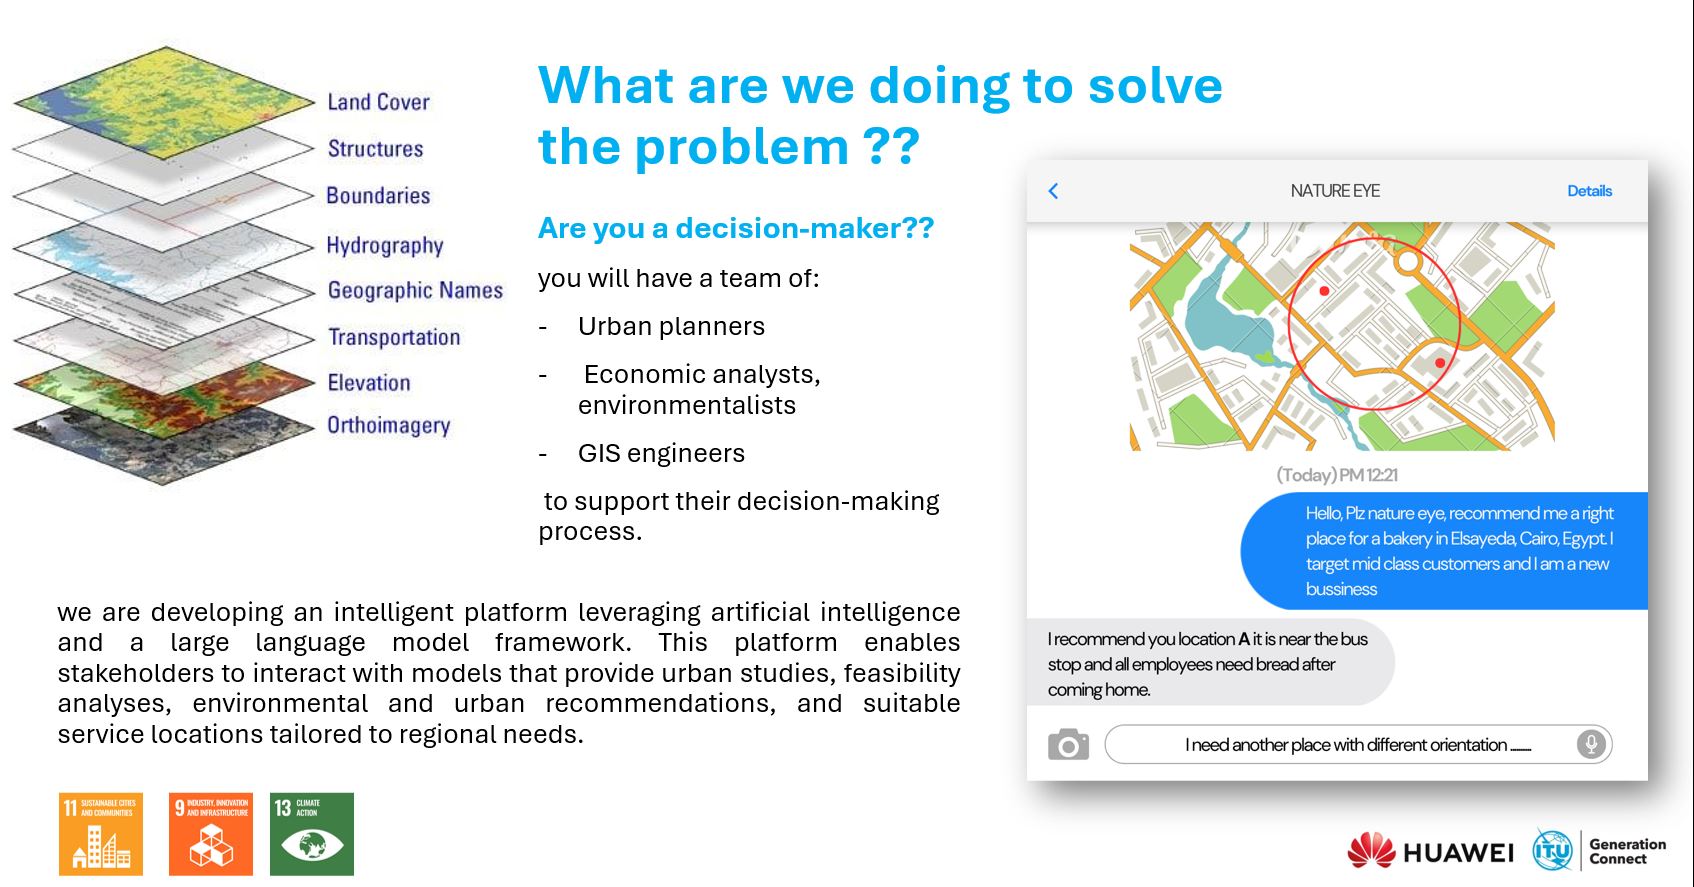 Land Cover
Structures
Boundaries
Hydrography
Geographic Names
Transportation
Elevation
Orthoimagery
What are we doing to solve
the problem ??
Are you a decision-maker??
you will have a team of:
- Urban planners
- Economic analysts,
environmentalists
- GIS engineers
to support their decision-making
process.
we are developing an intelligent platform leveraging artificial intelligence
and a large language model framework. This platform enables
stakeholders to interact with models that provide urban studies, feasibility
analyses, environmental and urban recommendations, and suitable
service locations tailored to regional needs.
NATURE EYE
Details
(Today) PM 12:21
Hello, Plz nature eye, recommend me a right
place for a bakery in Elsayeda, Cairo, Egypt. I
target mid class customers and I am a new
bussiness
I recommend you location A it is near the bus
stop and all employees need bread after
coming home.
I need another place with different orientation .........
11 SUSTAINABLE CITIES
AND COMMUNITIES
9 INDUSTRY, INNOVATION
AND INFRASTRUCTURE
13 CLIMATE
ACTION
HUAWEI
ITU
Generation
Connect